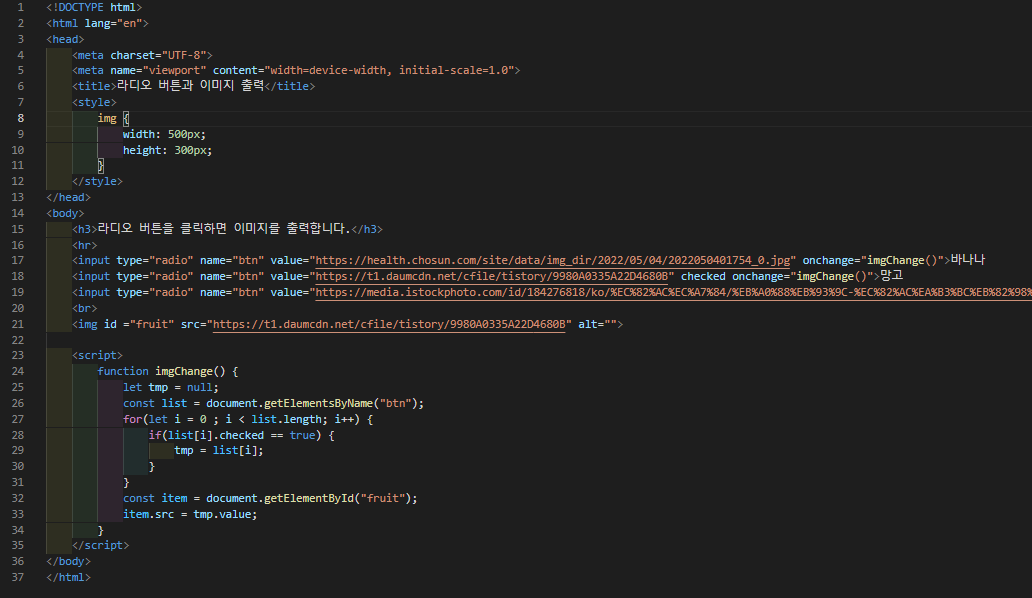 1 <!DOCTYPE html>
2 <html lang="en">
3 <head>
4 <meta charset="UTF-8">
5 <meta name="viewport" content="width=device-width, initial-scale=1.0">
6 <title>라디오 버튼과 이미지 출력</title>
7 <style>
8 img {
9 width: 500px;
10 height: 300px;
11 }
12 </style>
13 </head>
14 <body>
15 <h3>라디오 버튼을 클릭하면 이미지를 출력합니다.</h3>
16 <hr>
17 <input type="radio" name="btn" value="https://health.chosun.com/site/data/img_dir/2022/05/04/2022050401754_0.jpg" onchange="imgChange()">바나나
18 <input type="radio" name="btn" value="https://t1.daumcdn.net/cfile/tistory/9980A0335A22D4680B" checked onchange="imgChange()">망고
19 <input type="radio" name="btn" value="https://media.istockphoto.com/id/184276818/ko/%EC%82%AC%EC%A7%84/%EB%A0%88%EB%93%9C-%EC%82%AC%EA%B3%BC%EB%82%98%
20 <br>
21 <img id ="fruit" src="https://t1.daumcdn.net/cfile/tistory/9980A0335A22D4680B" alt="">
22
23 <script>
24 function imgChange() {
25 let tmp = null;
26 const list = document.getElementsByName("btn");
27 for(let i = 0 ; i < list.length; i++) {
28 if(list[i].checked == true) {
29 tmp = list[i];
30 }
31 }
32 const item = document.getElementById("fruit");
33 item.src = tmp.value;
34 }
35 </script>
36 </body>
37 </html>